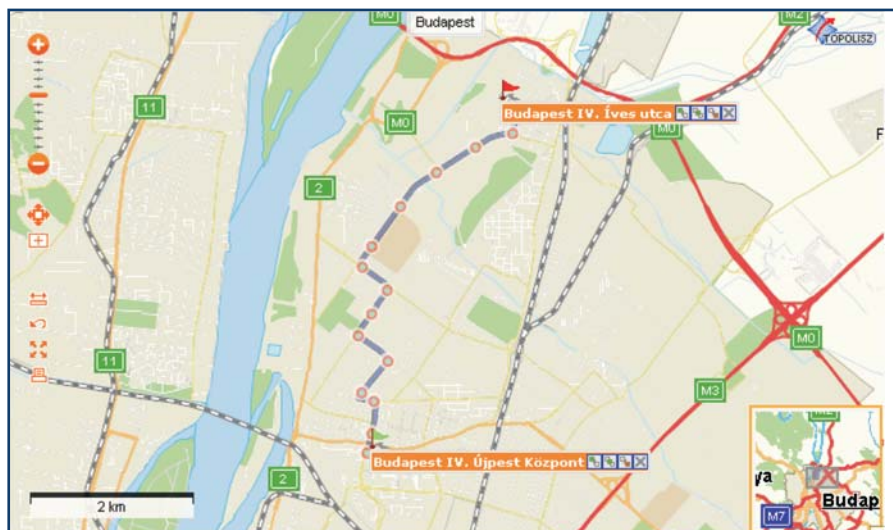 M0
Budapest
M2
TOPOLISZ
11
Budapest IV. Íves utca
M0
M0
F
2
11
M0
M3
Budapest IV. Újpest Központ
2
2 km
ya
Budap
M7